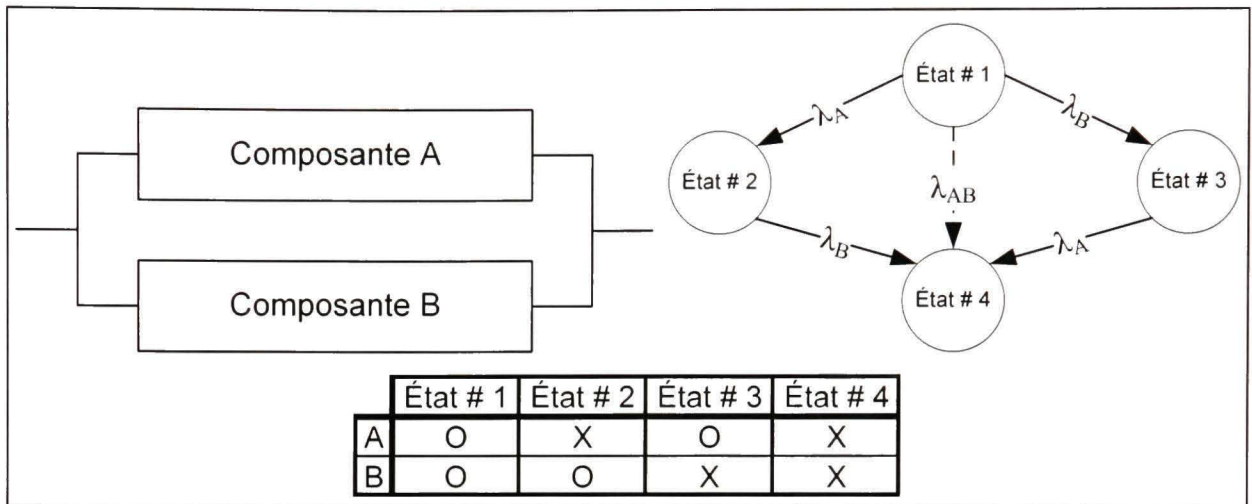 Composante A
Composante B
État # 1
λA
λB
État # 2
λAB
État # 3
λB
λA
État # 4
État # 1 État # 2 État # 3 État # 4
A O X O X
B O O X X